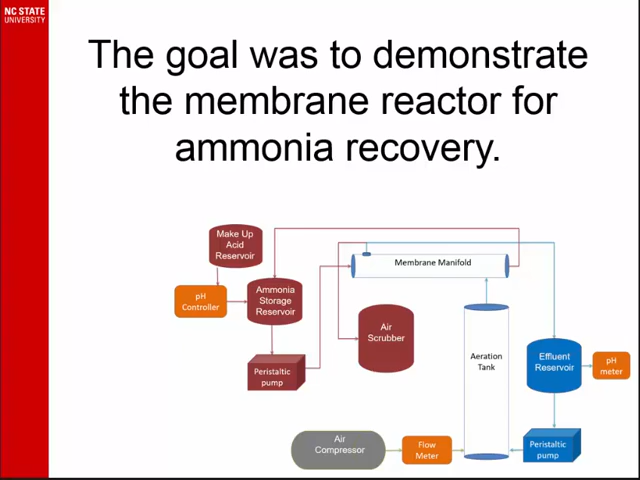 NC STATE
UNIVERSITY
The goal was to demonstrate
the membrane reactor for
ammonia recovery.
Make Up
Acid
Reservoir
Membrane Manifold
pH
Controller
Ammonia
Storage
Reservoir
Air
Scrubber
Aeration
Tank
Effluent
Reservoir
pH
meter
Peristaltic
pump
Air
Compressor
Flow
Meter
Peristaltic
pump